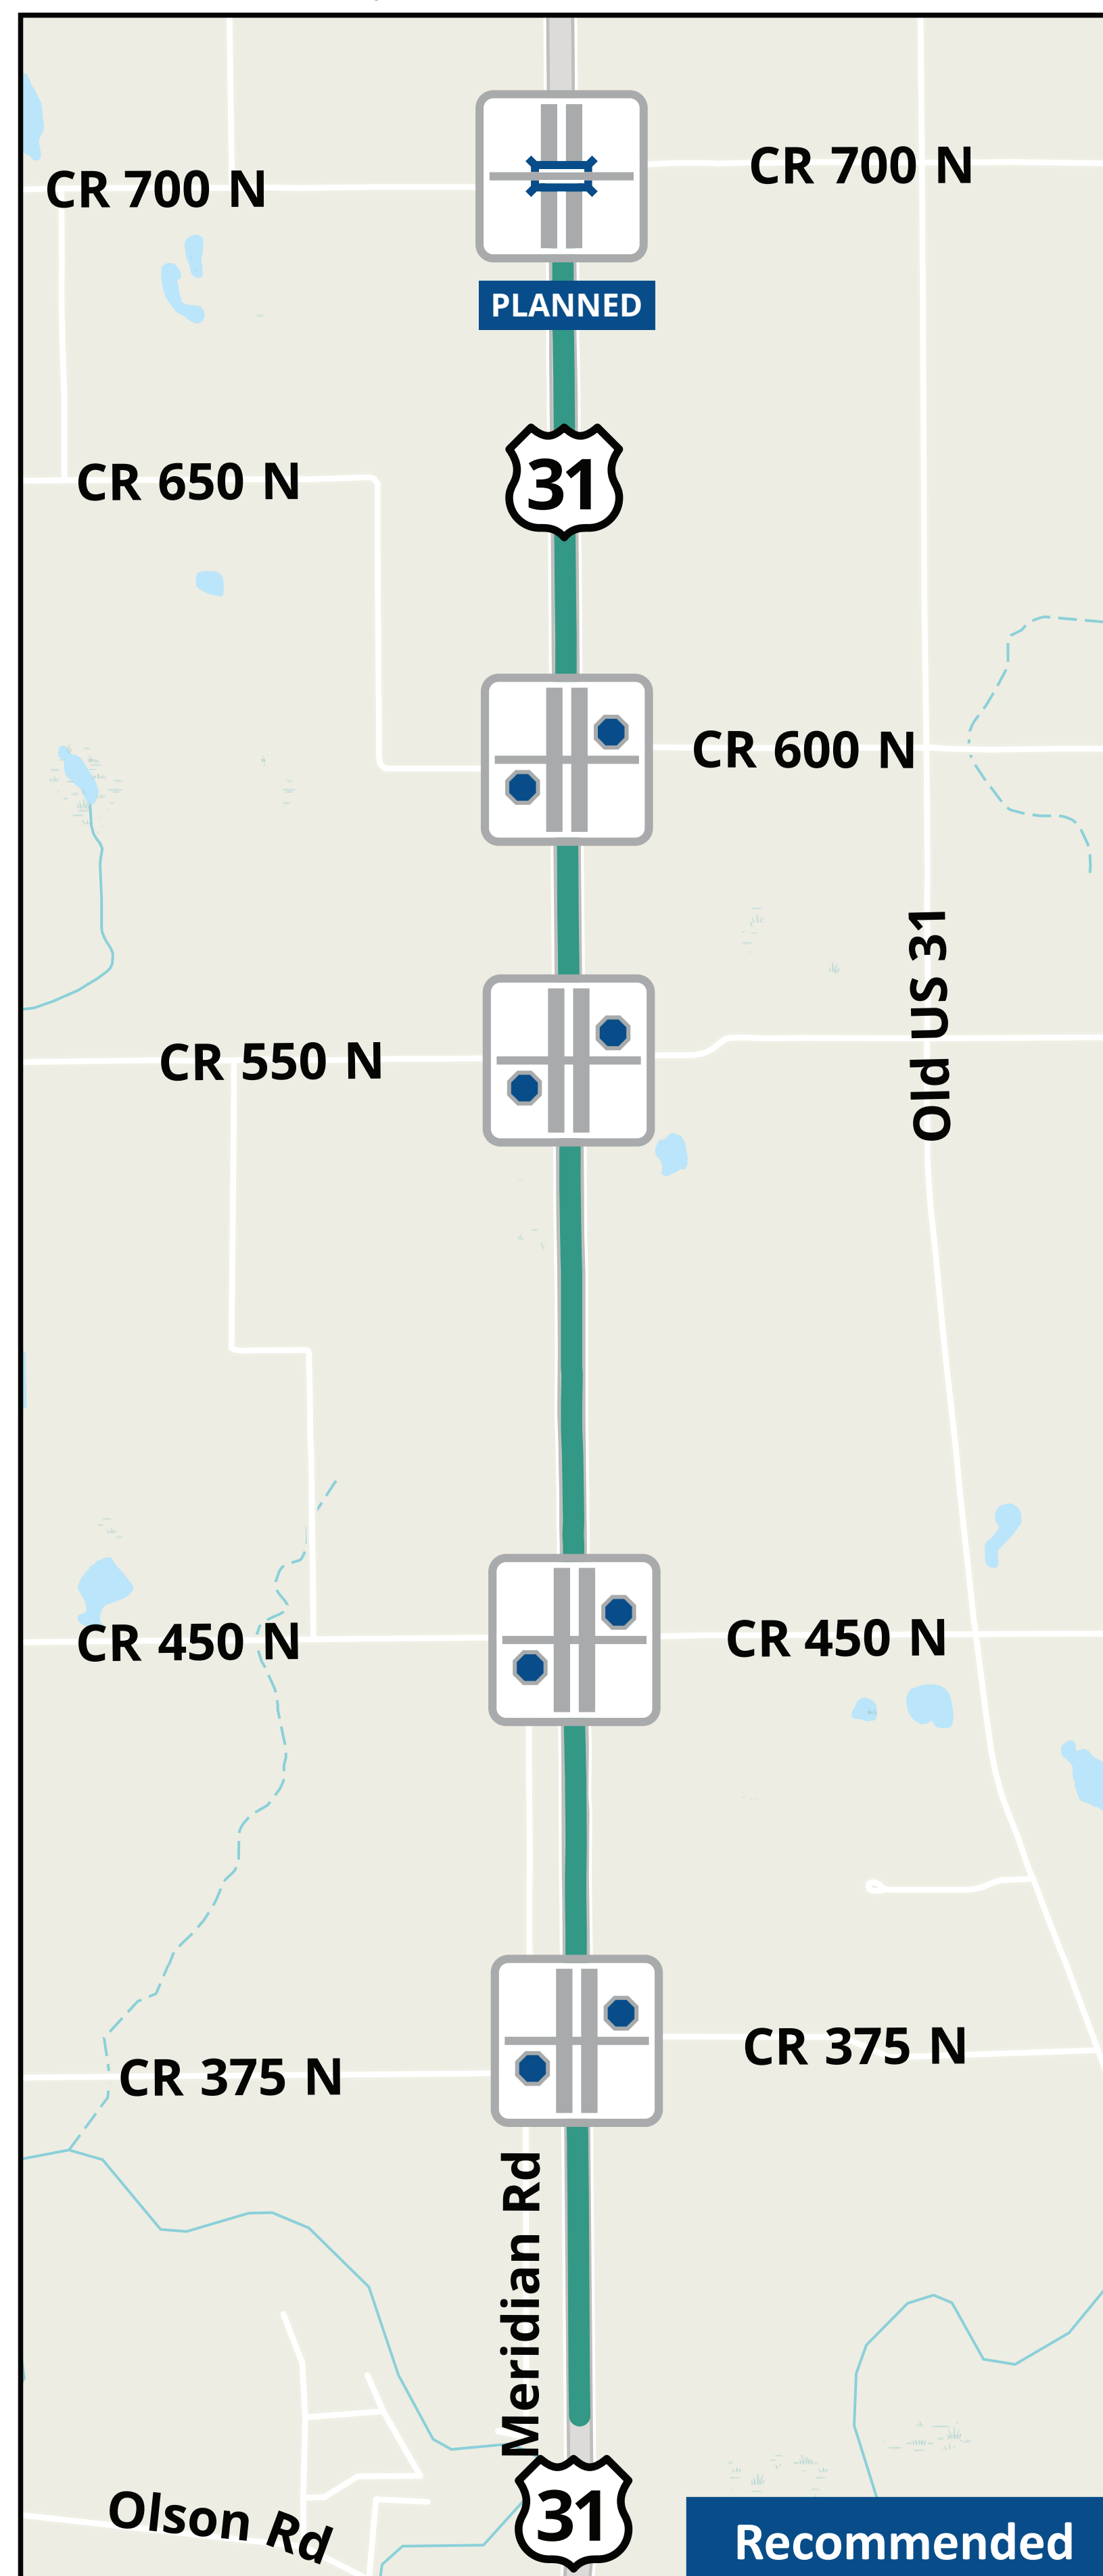 CR 700 N
CR 700 N
PLANNED
31
CR 650 N
CR 600 N
Old US 31
CR 550 N
CR 450 N
CR 450 N
CR 375 N
CR 375 N
Meridian Rd
Olson Rd
31
Recommended